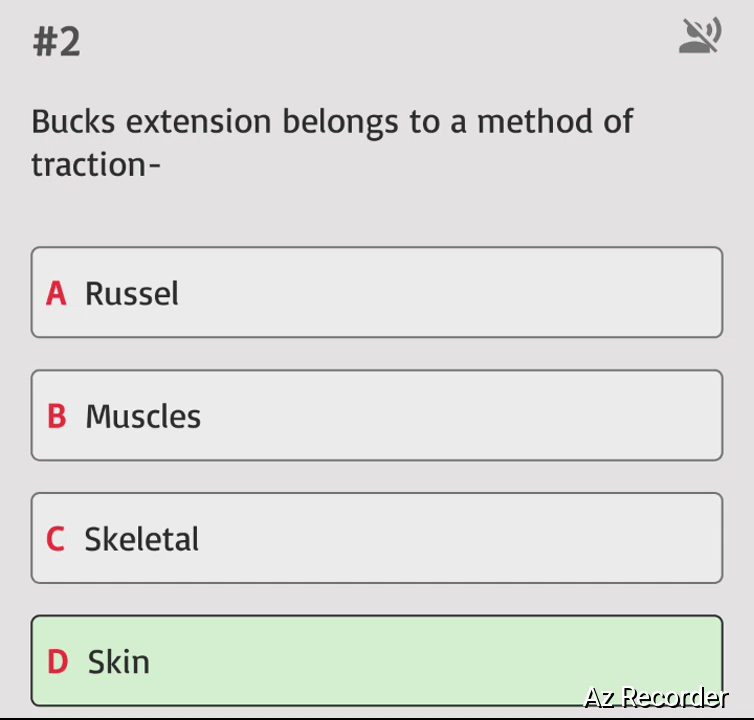 #2
Bucks extension belongs to a method of
traction-
A Russel
B Muscles
C Skeletal
D Skin
Az Recorder